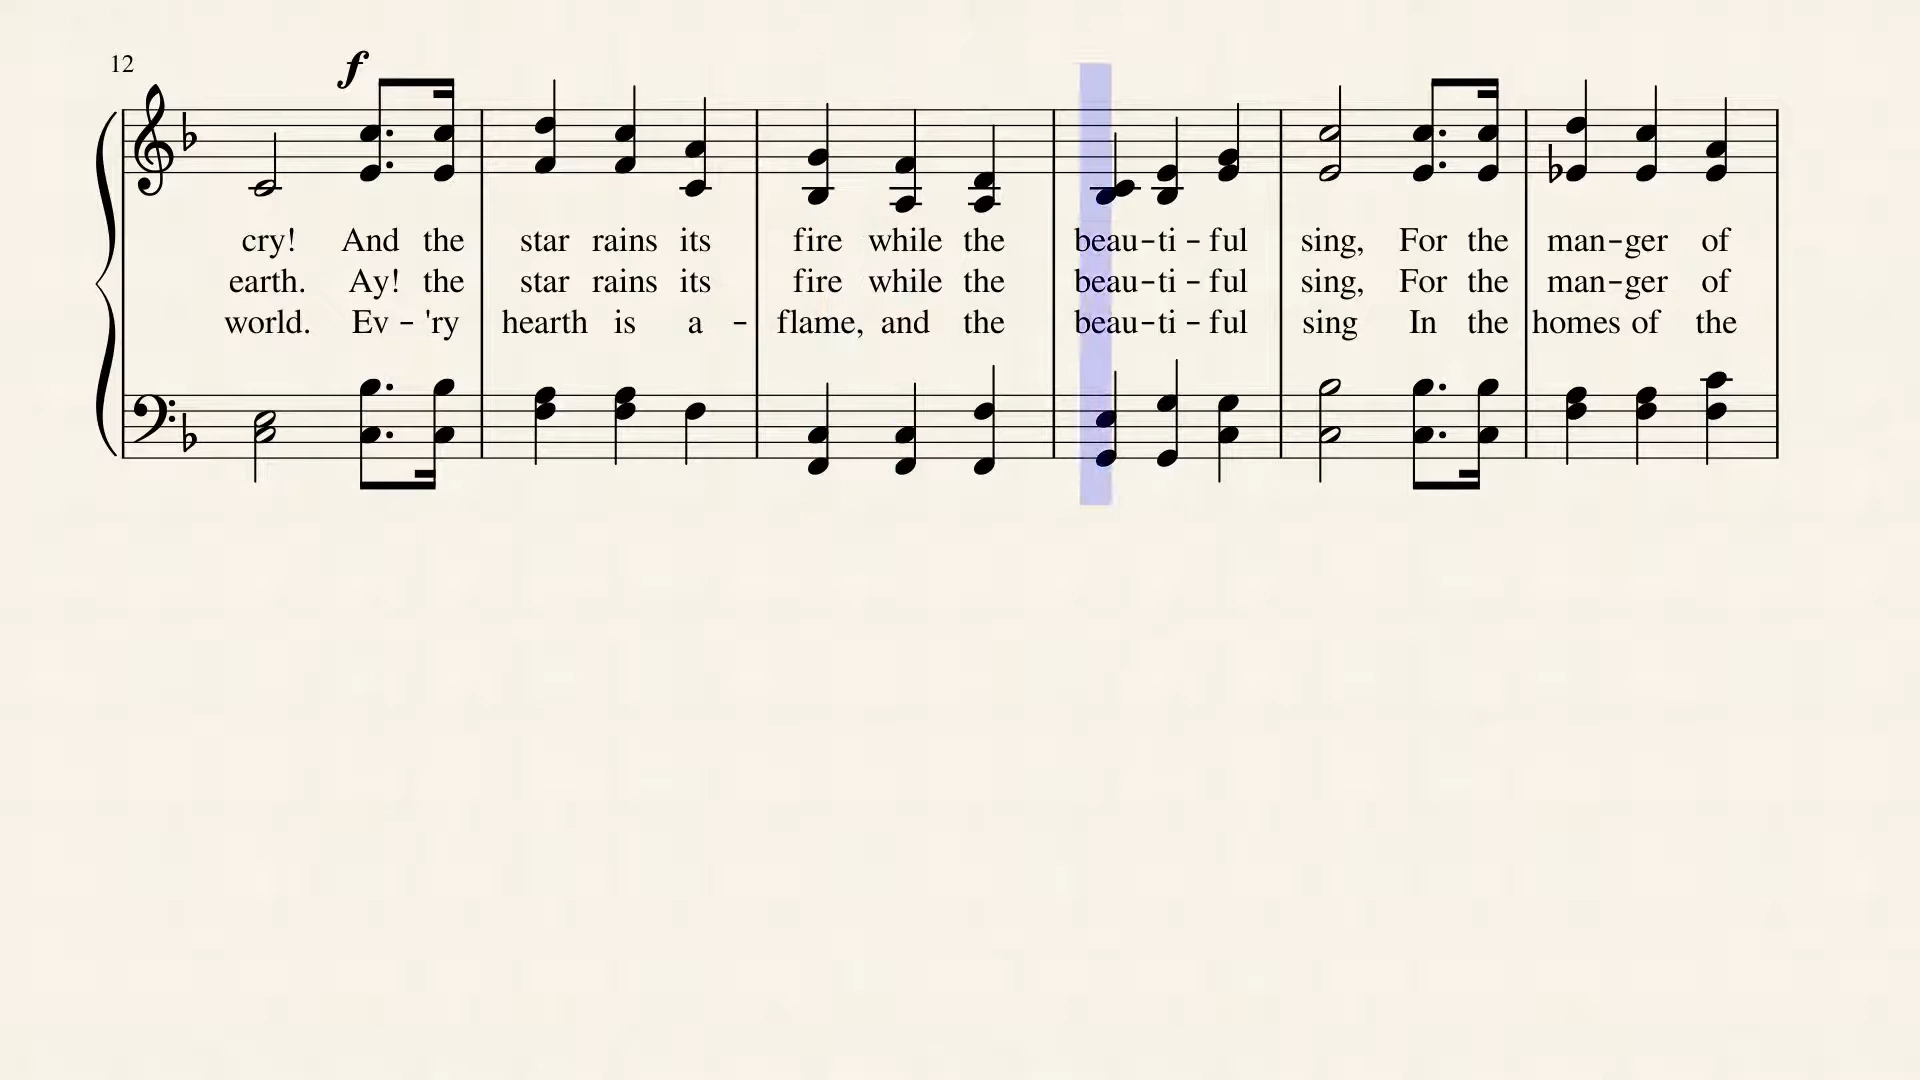 12
f
cry! And the star rains its fire while the beau-ti-ful sing, For the man-ger of
earth. Ay! the star rains its fire while the beau-ti-ful sing, For the man-ger of
world. Ev-'ry hearth is a- flame, and the beau-ti-ful sing In the homes of the